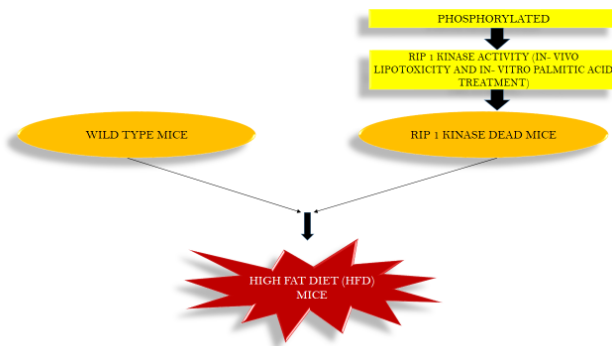 PHOSPHORYLATED
RIP 1 KINASE ACTIVITY (IN- VIVO
LIPOTOXICITY AND IN- VITRO PALMITIC ACID
TREATMENT)
WILD TYPE MICE
RIP 1 KINASE DEAD MICE
HIGH FAT DIET (HFD)
MICE